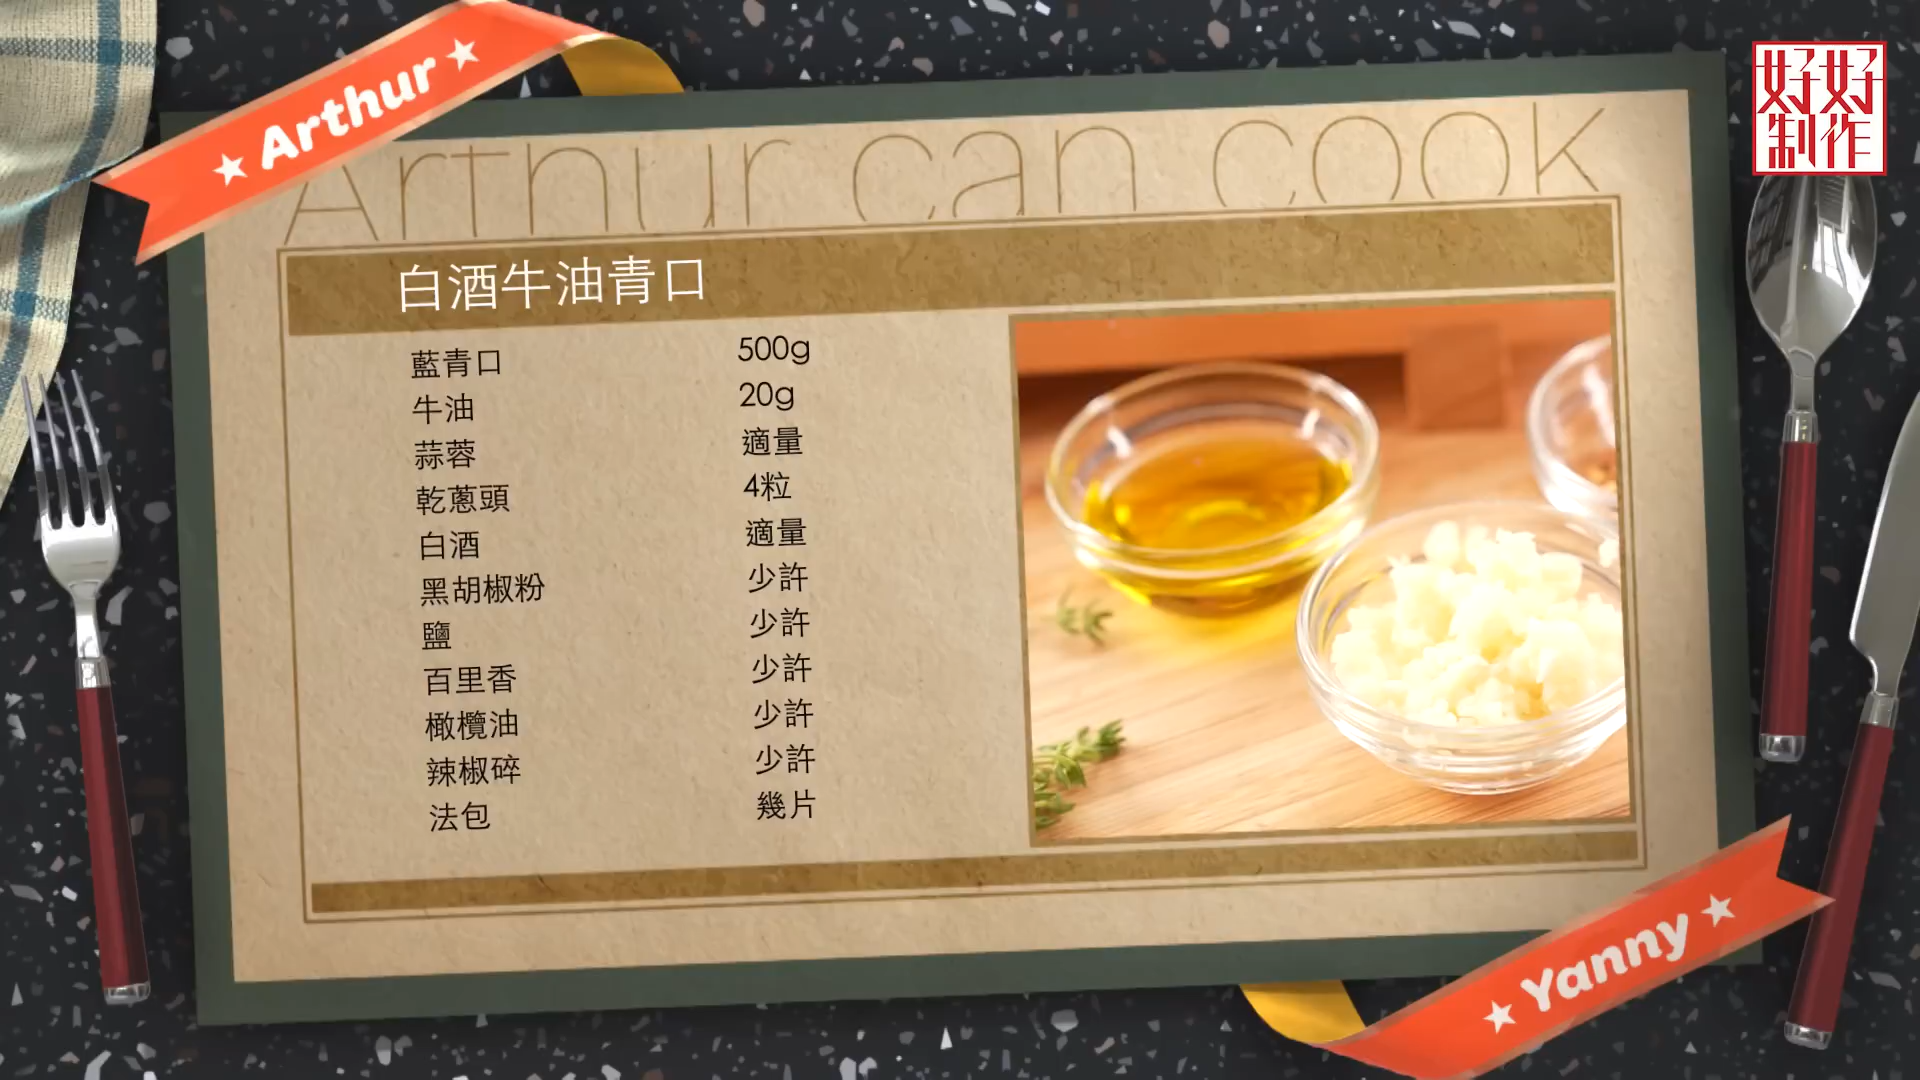 Arthur
好好
制作
Arthur can cook
白酒牛油青口
藍青口 500g
牛油 20g
蒜蓉 適量
乾蔥頭 4粒
白酒 適量
黑胡椒粉 少許
鹽 少許
百里香 少許
橄欖油 少許
辣椒碎 少許
法包 幾片
Yanny